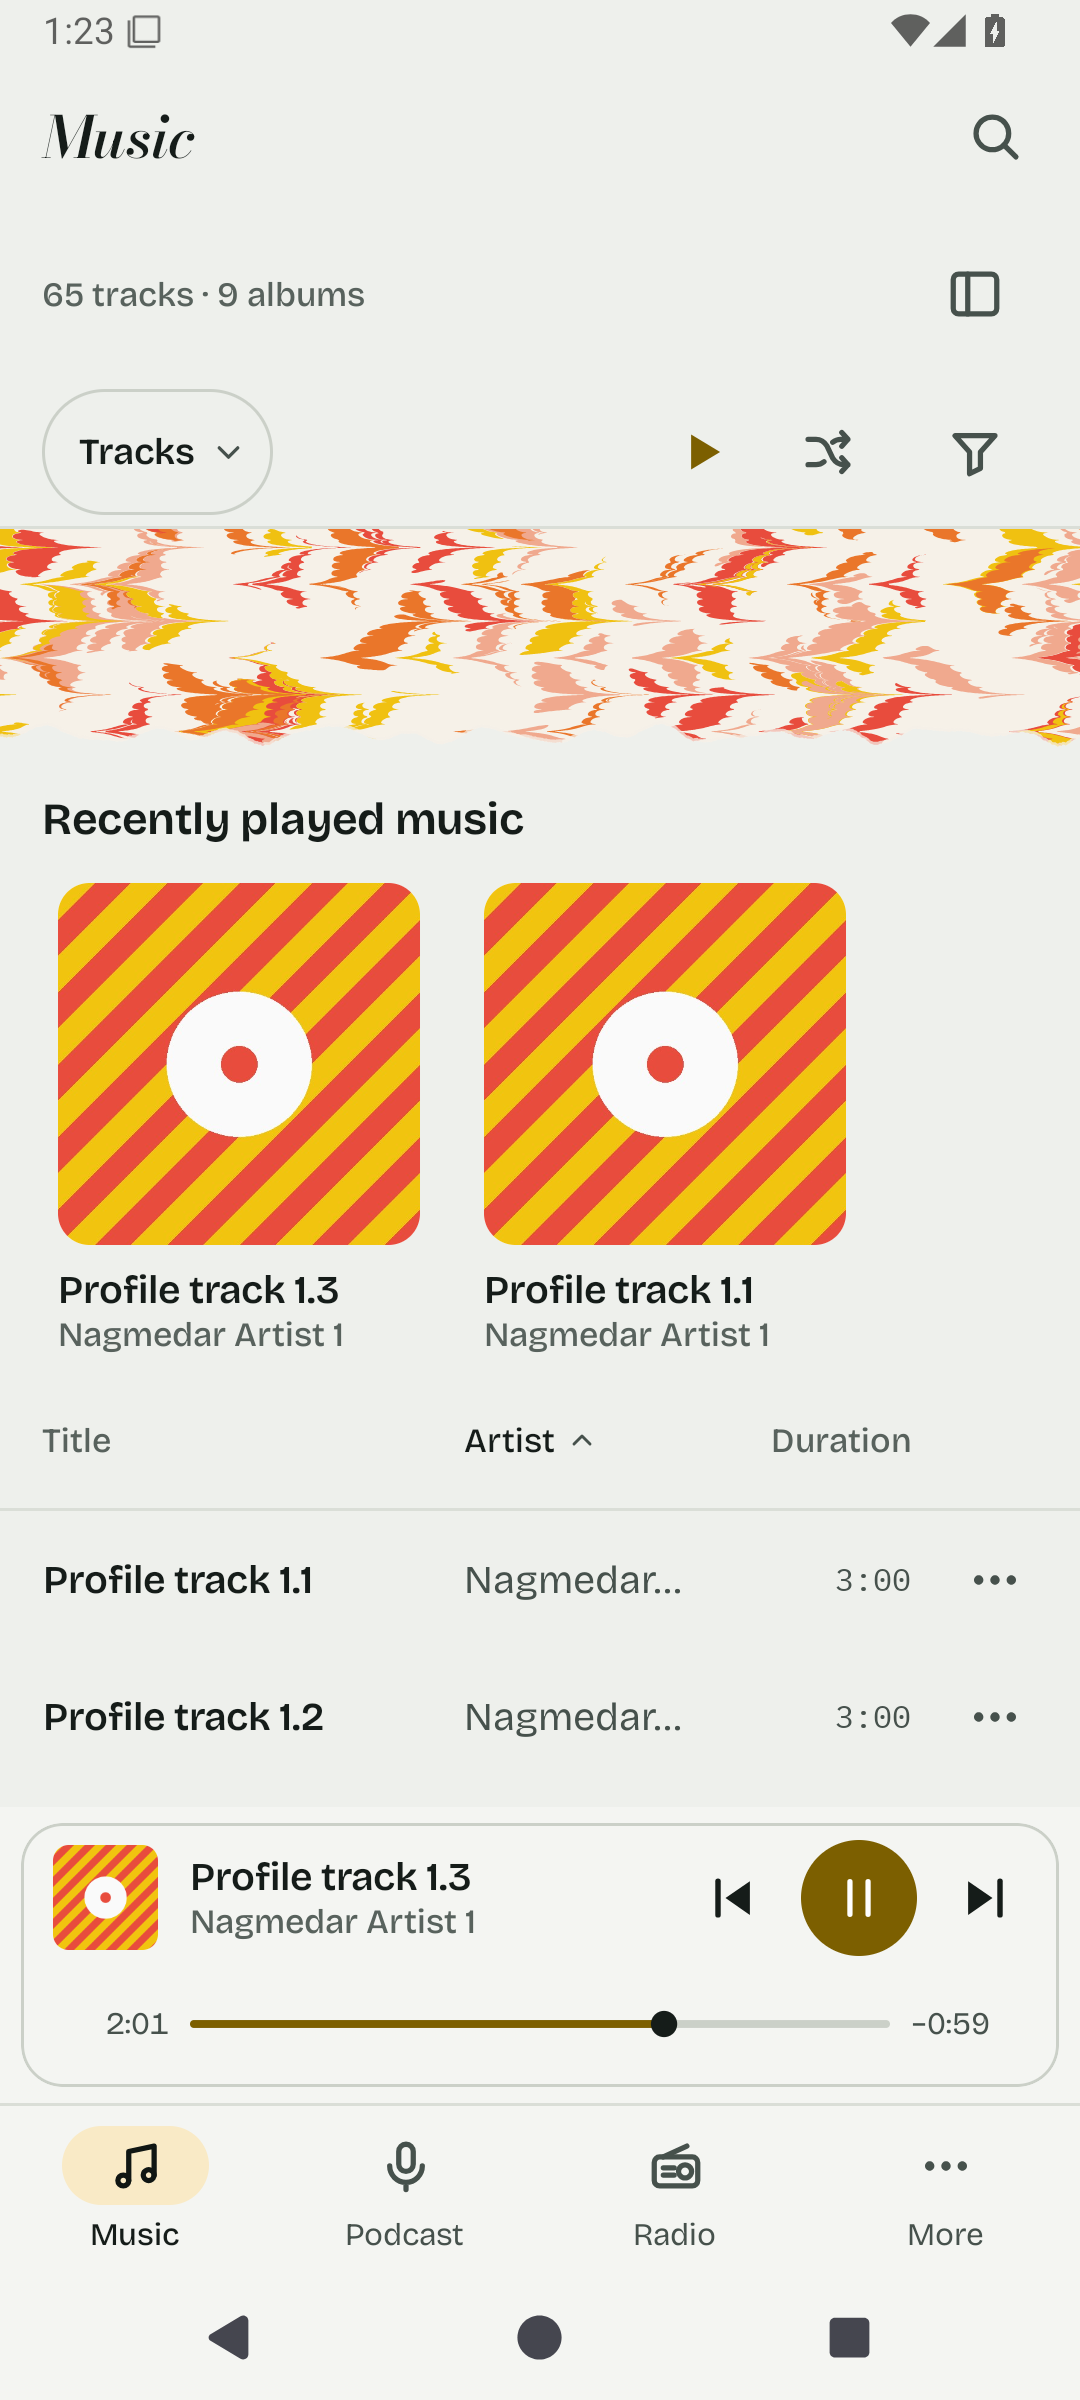 1:23
Music
65 tracks · 9 albums
Tracks
Recently played music
Profile track 1.3
Nagmedar Artist 1
Profile track 1.1
Nagmedar Artist 1
Title Artist Duration
Profile track 1.1 Nagmedar... 3:00
Profile track 1.2 Nagmedar... 3:00
Profile track 1.3
Nagmedar Artist 1
2:01 -0:59
Music Podcast Radio More